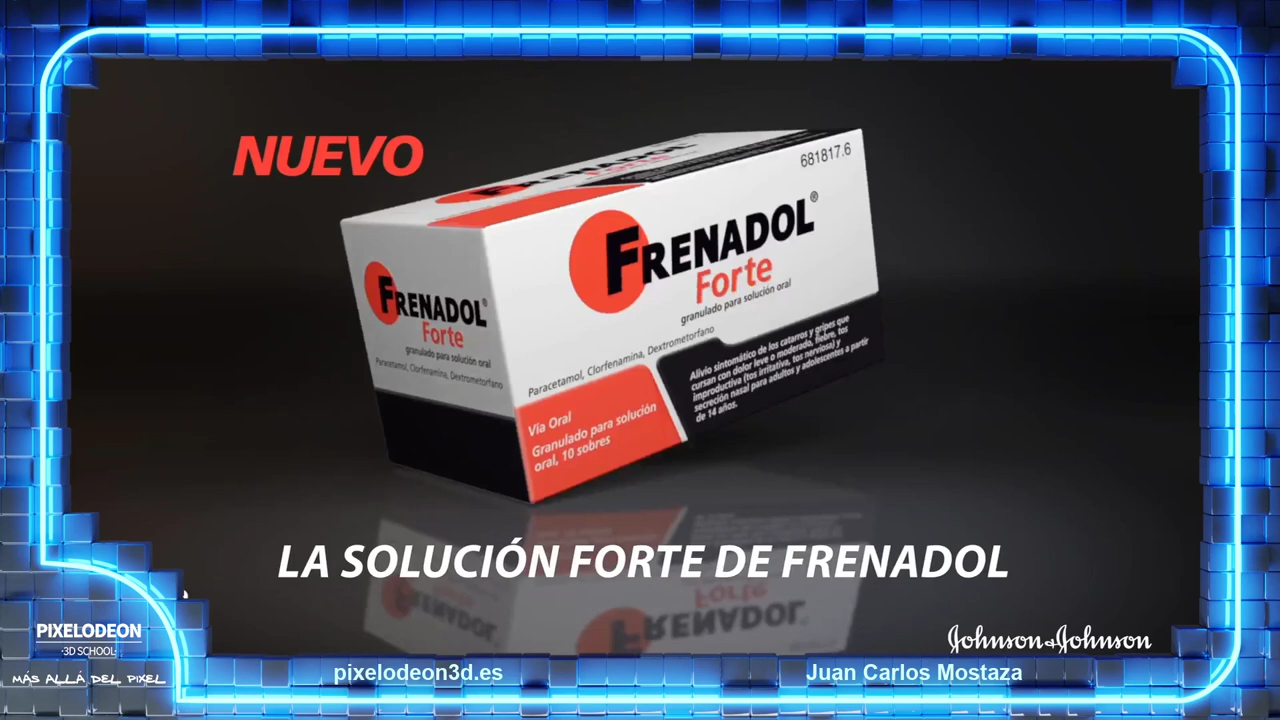 NUEVO
681817.6
FRENADOL®
Forte
granulado para solución oral
Paracetamol, Clorfenamina, Dextrometorfano
Alivio sintomático de los catarros y gripes que
cursan con dolor leve o moderado, fiebre, tos
improductiva (tos irritativa, tos nerviosa) y
secreción nasal para adultos y adolescentes a partir
de 14 años.
Vía Oral
Granulado para solución
oral, 10 sobres
FRENADOL®
Forte
granulado para solución oral
Paracetamol, Clorfenamina, Dextrometorfano
FRENADOL
Forte
LA SOLUCIÓN FORTE DE FRENADOL
Johnson&Johnson
PIXELODEON
·3D SCHOOL·
MÁS ALLÁ DEL PIXEL
pixelodeon3d.es
Juan Carlos Mostaza